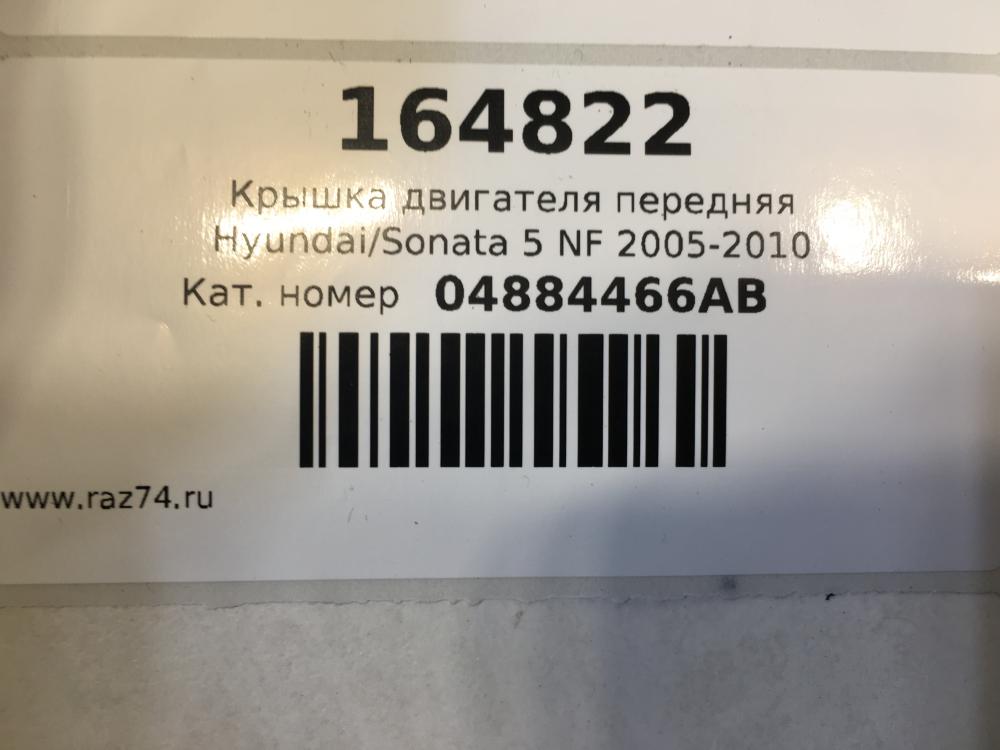 164822
Крышка двигателя передняя
Hyundai/Sonata 5 NF 2005-2010
Кат. номер 04884466AB
www.raz74.ru